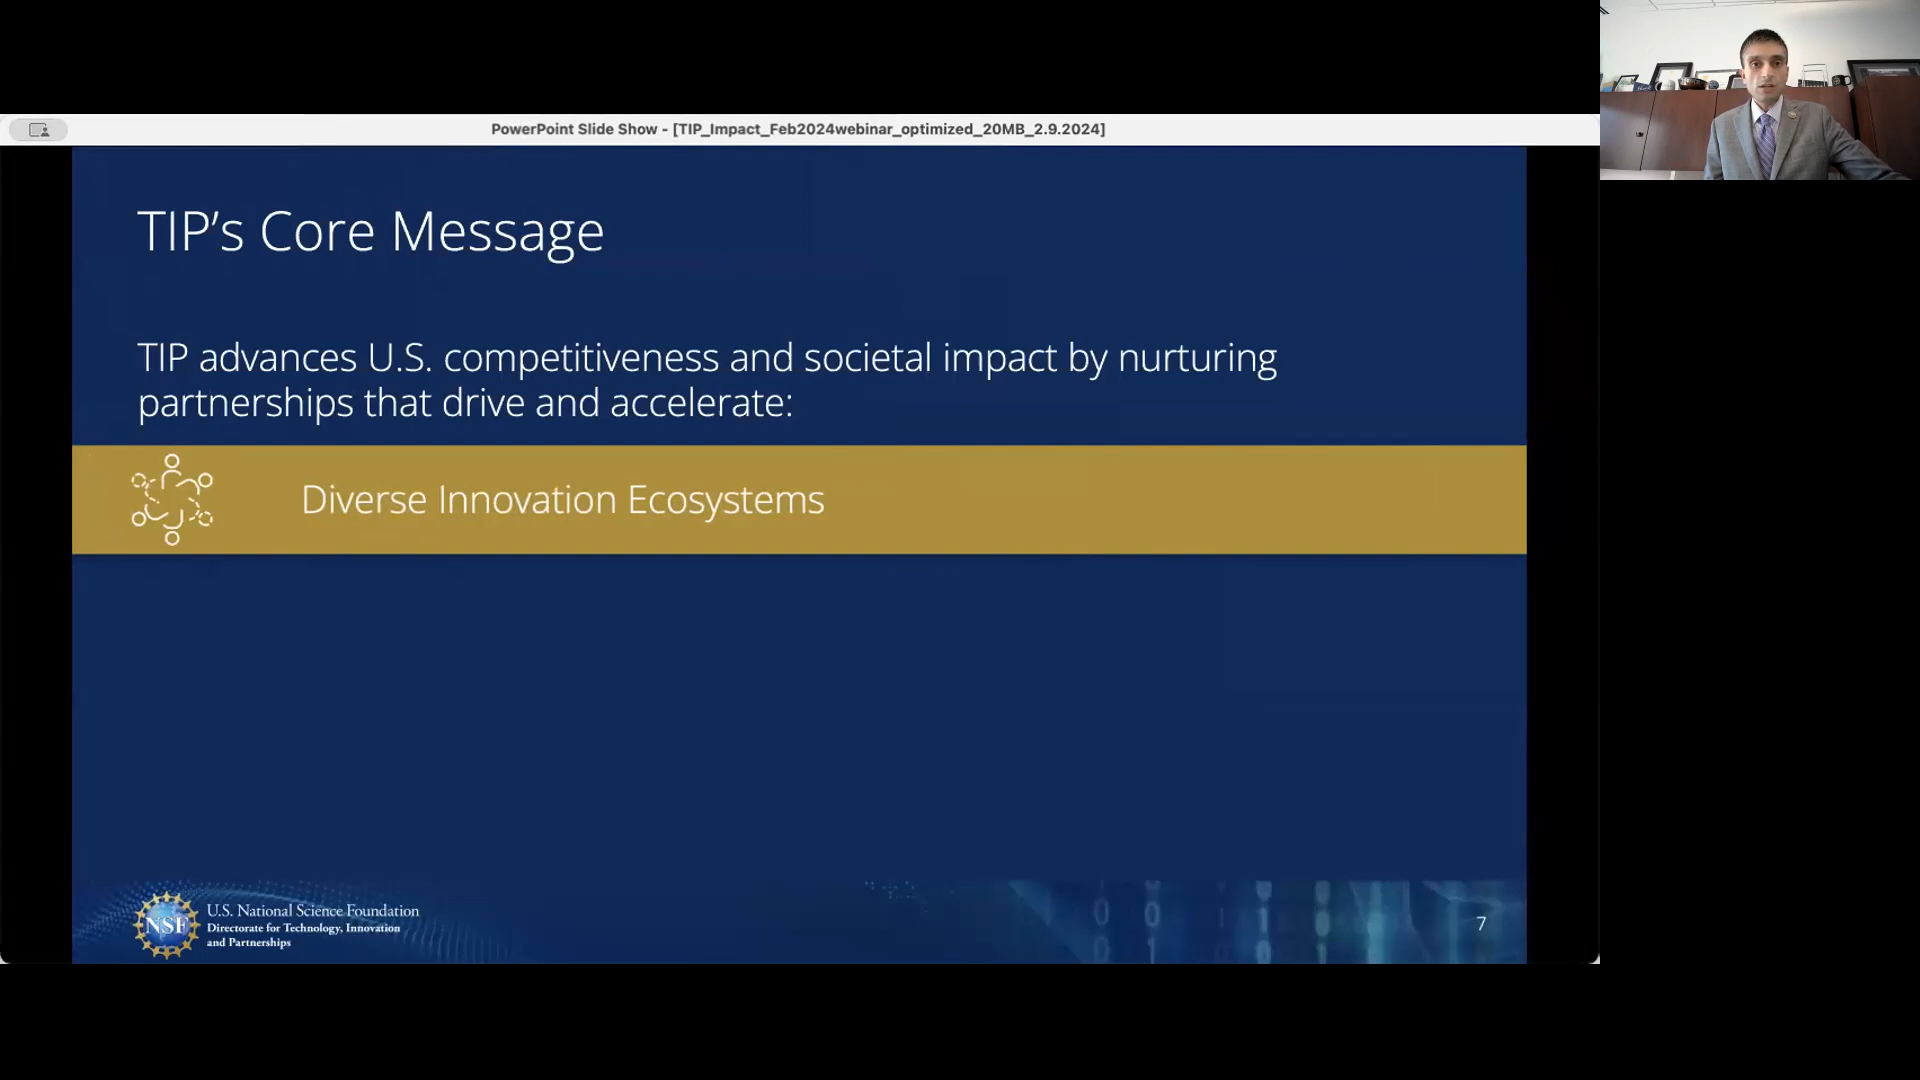 PowerPoint Slide Show - [TIP_Impact_Feb2024webinar_optimized_20MB_2.9.2024]
TIP’s Core Message
TIP advances U.S. competitiveness and societal impact by nurturing
partnerships that drive and accelerate:
Diverse Innovation Ecosystems
NSF
U.S. National Science Foundation
Directorate for Technology, Innovation
and Partnerships
7